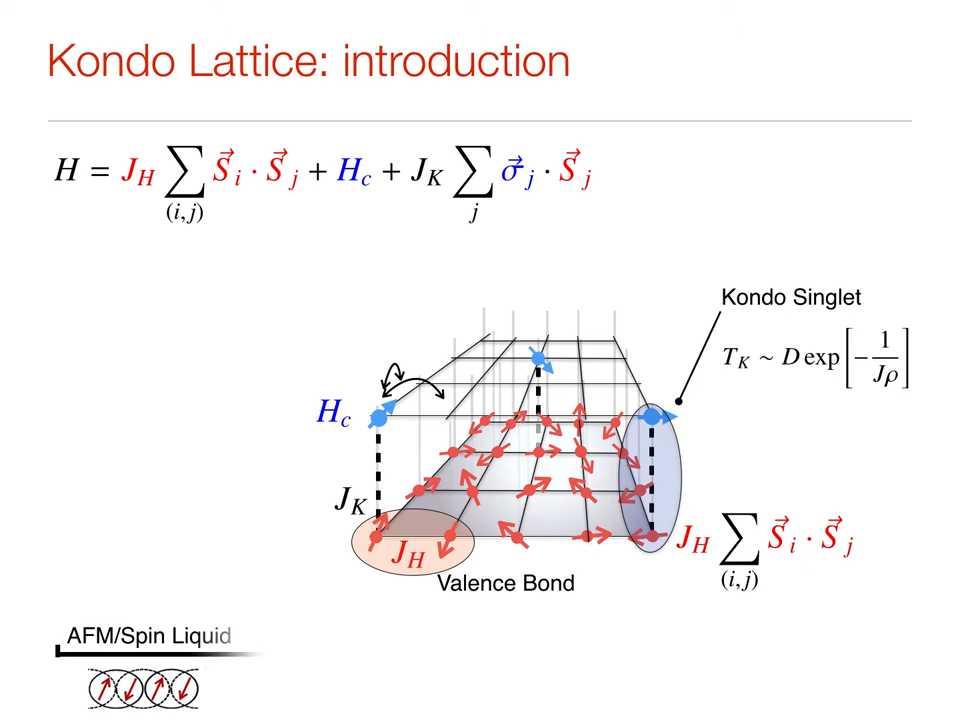 Kondo Lattice: introduction
H = J_H ∑_{(i,j)} S⃗_i · S⃗_j + H_c + J_K ∑_j σ⃗_j · S⃗_j
Kondo Singlet
T_K ~ D exp[−1/Jρ]
H_c
J_K
J_H
J_H ∑_{(i,j)} S⃗_i · S⃗_j
Valence Bond
AFM/Spin Liquid